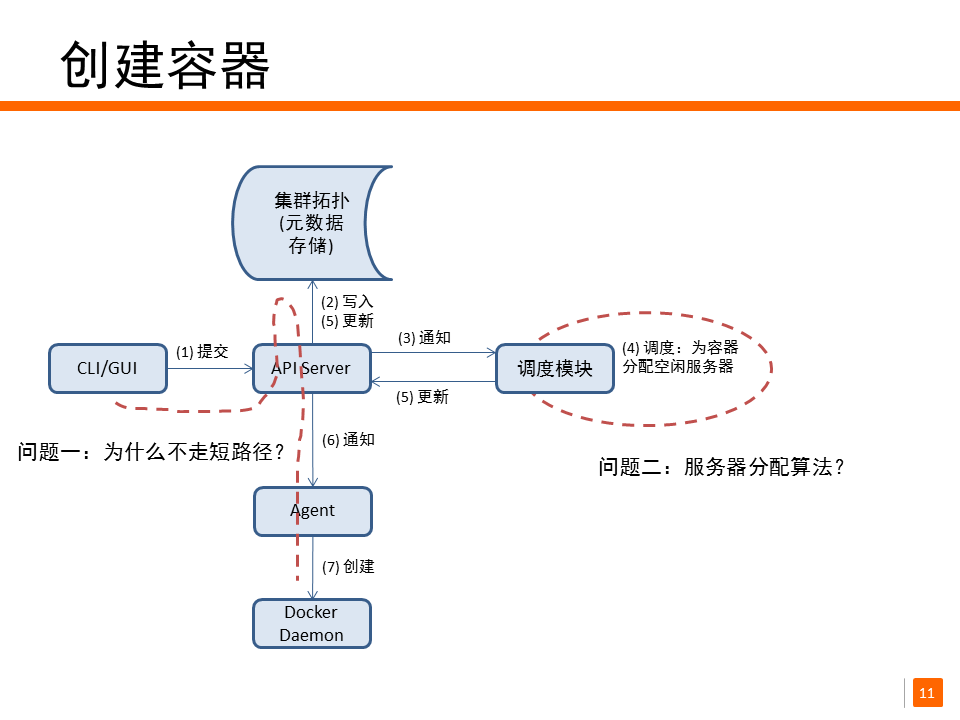 创建容器
集群拓扑
(元数据
存储)
(2) 写入
(5) 更新
(1) 提交
(3) 通知
CLI/GUI
API Server
调度模块
(4) 调度：为容器
分配空闲服务器
(5) 更新
问题一：为什么不走短路径？
(6) 通知
问题二：服务器分配算法？
Agent
(7) 创建
Docker
Daemon
11